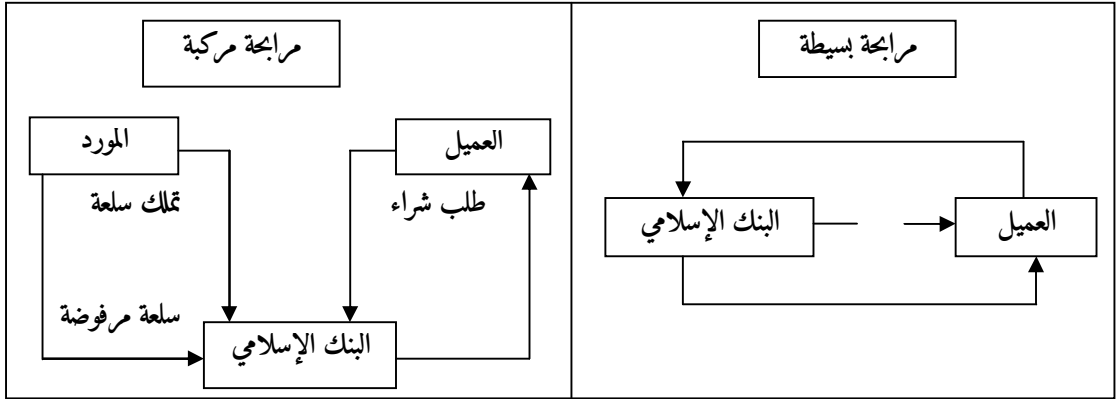 مرابحة بسيطة
البنك الإسلامي
العميل
مرابحة مركبة
العميل
المورد
طلب شراء
تملك سلعة
سلعة مرفوضة
البنك الإسلامي